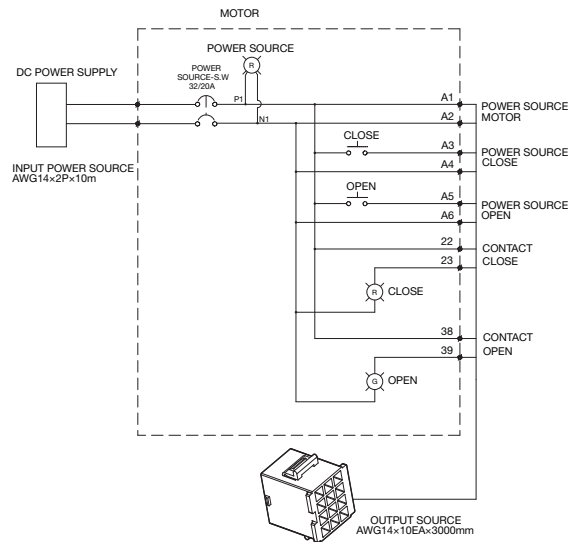 MOTOR
POWER SOURCE
R
DC POWER SUPPLY
POWER
SOURCE-S.W
32/20A
P1
N1
A1
POWER SOURCE
A2
MOTOR
CLOSE
A3
POWER SOURCE
A4
CLOSE
INPUT POWER SOURCE
AWG14×2P×10m
OPEN
A5
POWER SOURCE
A6
OPEN
22
CONTACT
23
CLOSE
R
CLOSE
38
CONTACT
39
OPEN
G
OPEN
OUTPUT SOURCE
AWG14×10EA×3000mm